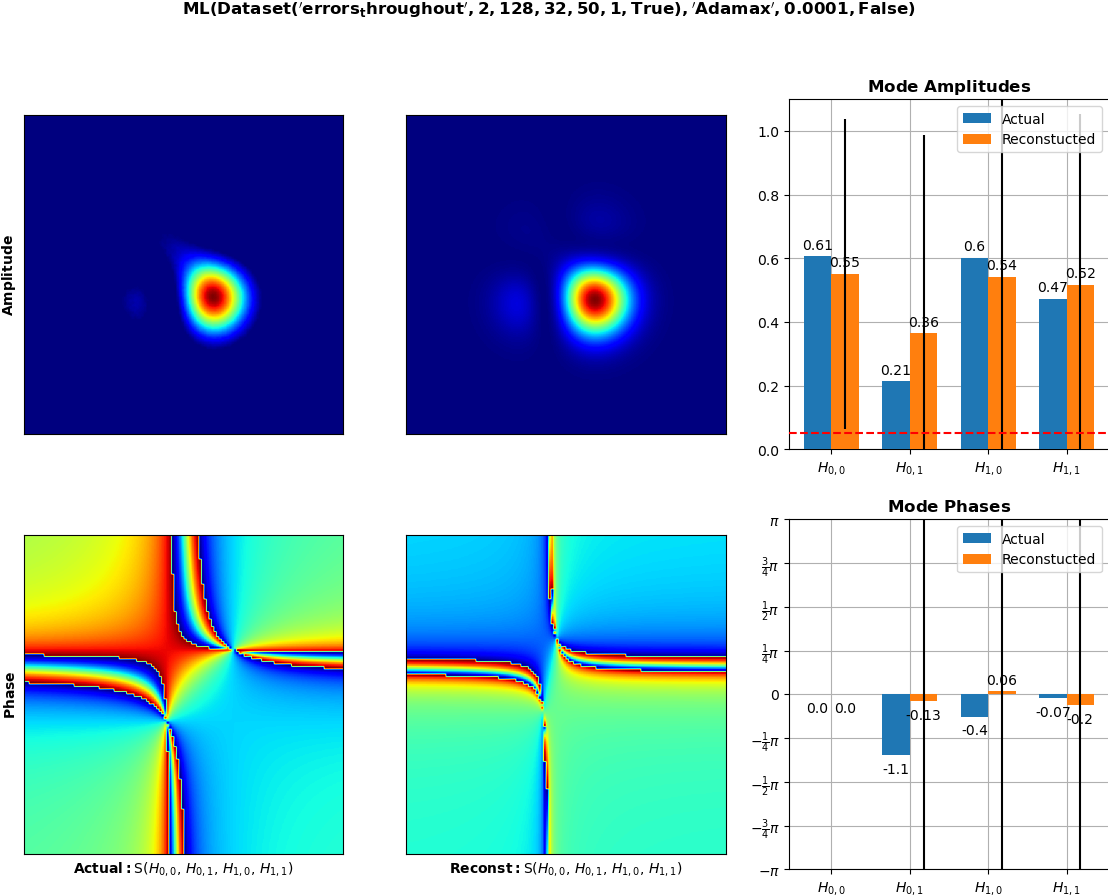 ML(Dataset('errors_throughout', 2, 128, 32, 50, 1, True), 'Adamax', 0.0001, False)
Amplitude
Mode Amplitudes
Actual
Reconstucted
1.0
0.8
0.6
0.4
0.2
0.0
0.61
0.55
0.21
0.36
0.6
0.54
0.47
0.52
H0,0
H0,1
H1,0
H1,1
Phase
Mode Phases
Actual
Reconstucted
π
3/4π
1/2π
1/4π
0
−1/4π
−1/2π
−3/4π
−π
0.0
0.0
-1.1
-0.13
-0.4
0.06
-0.07
-0.2
H0,0
H0,1
H1,0
H1,1
Actual: S(H0,0, H0,1, H1,0, H1,1)
Reconst: S(H0,0, H0,1, H1,0, H1,1)